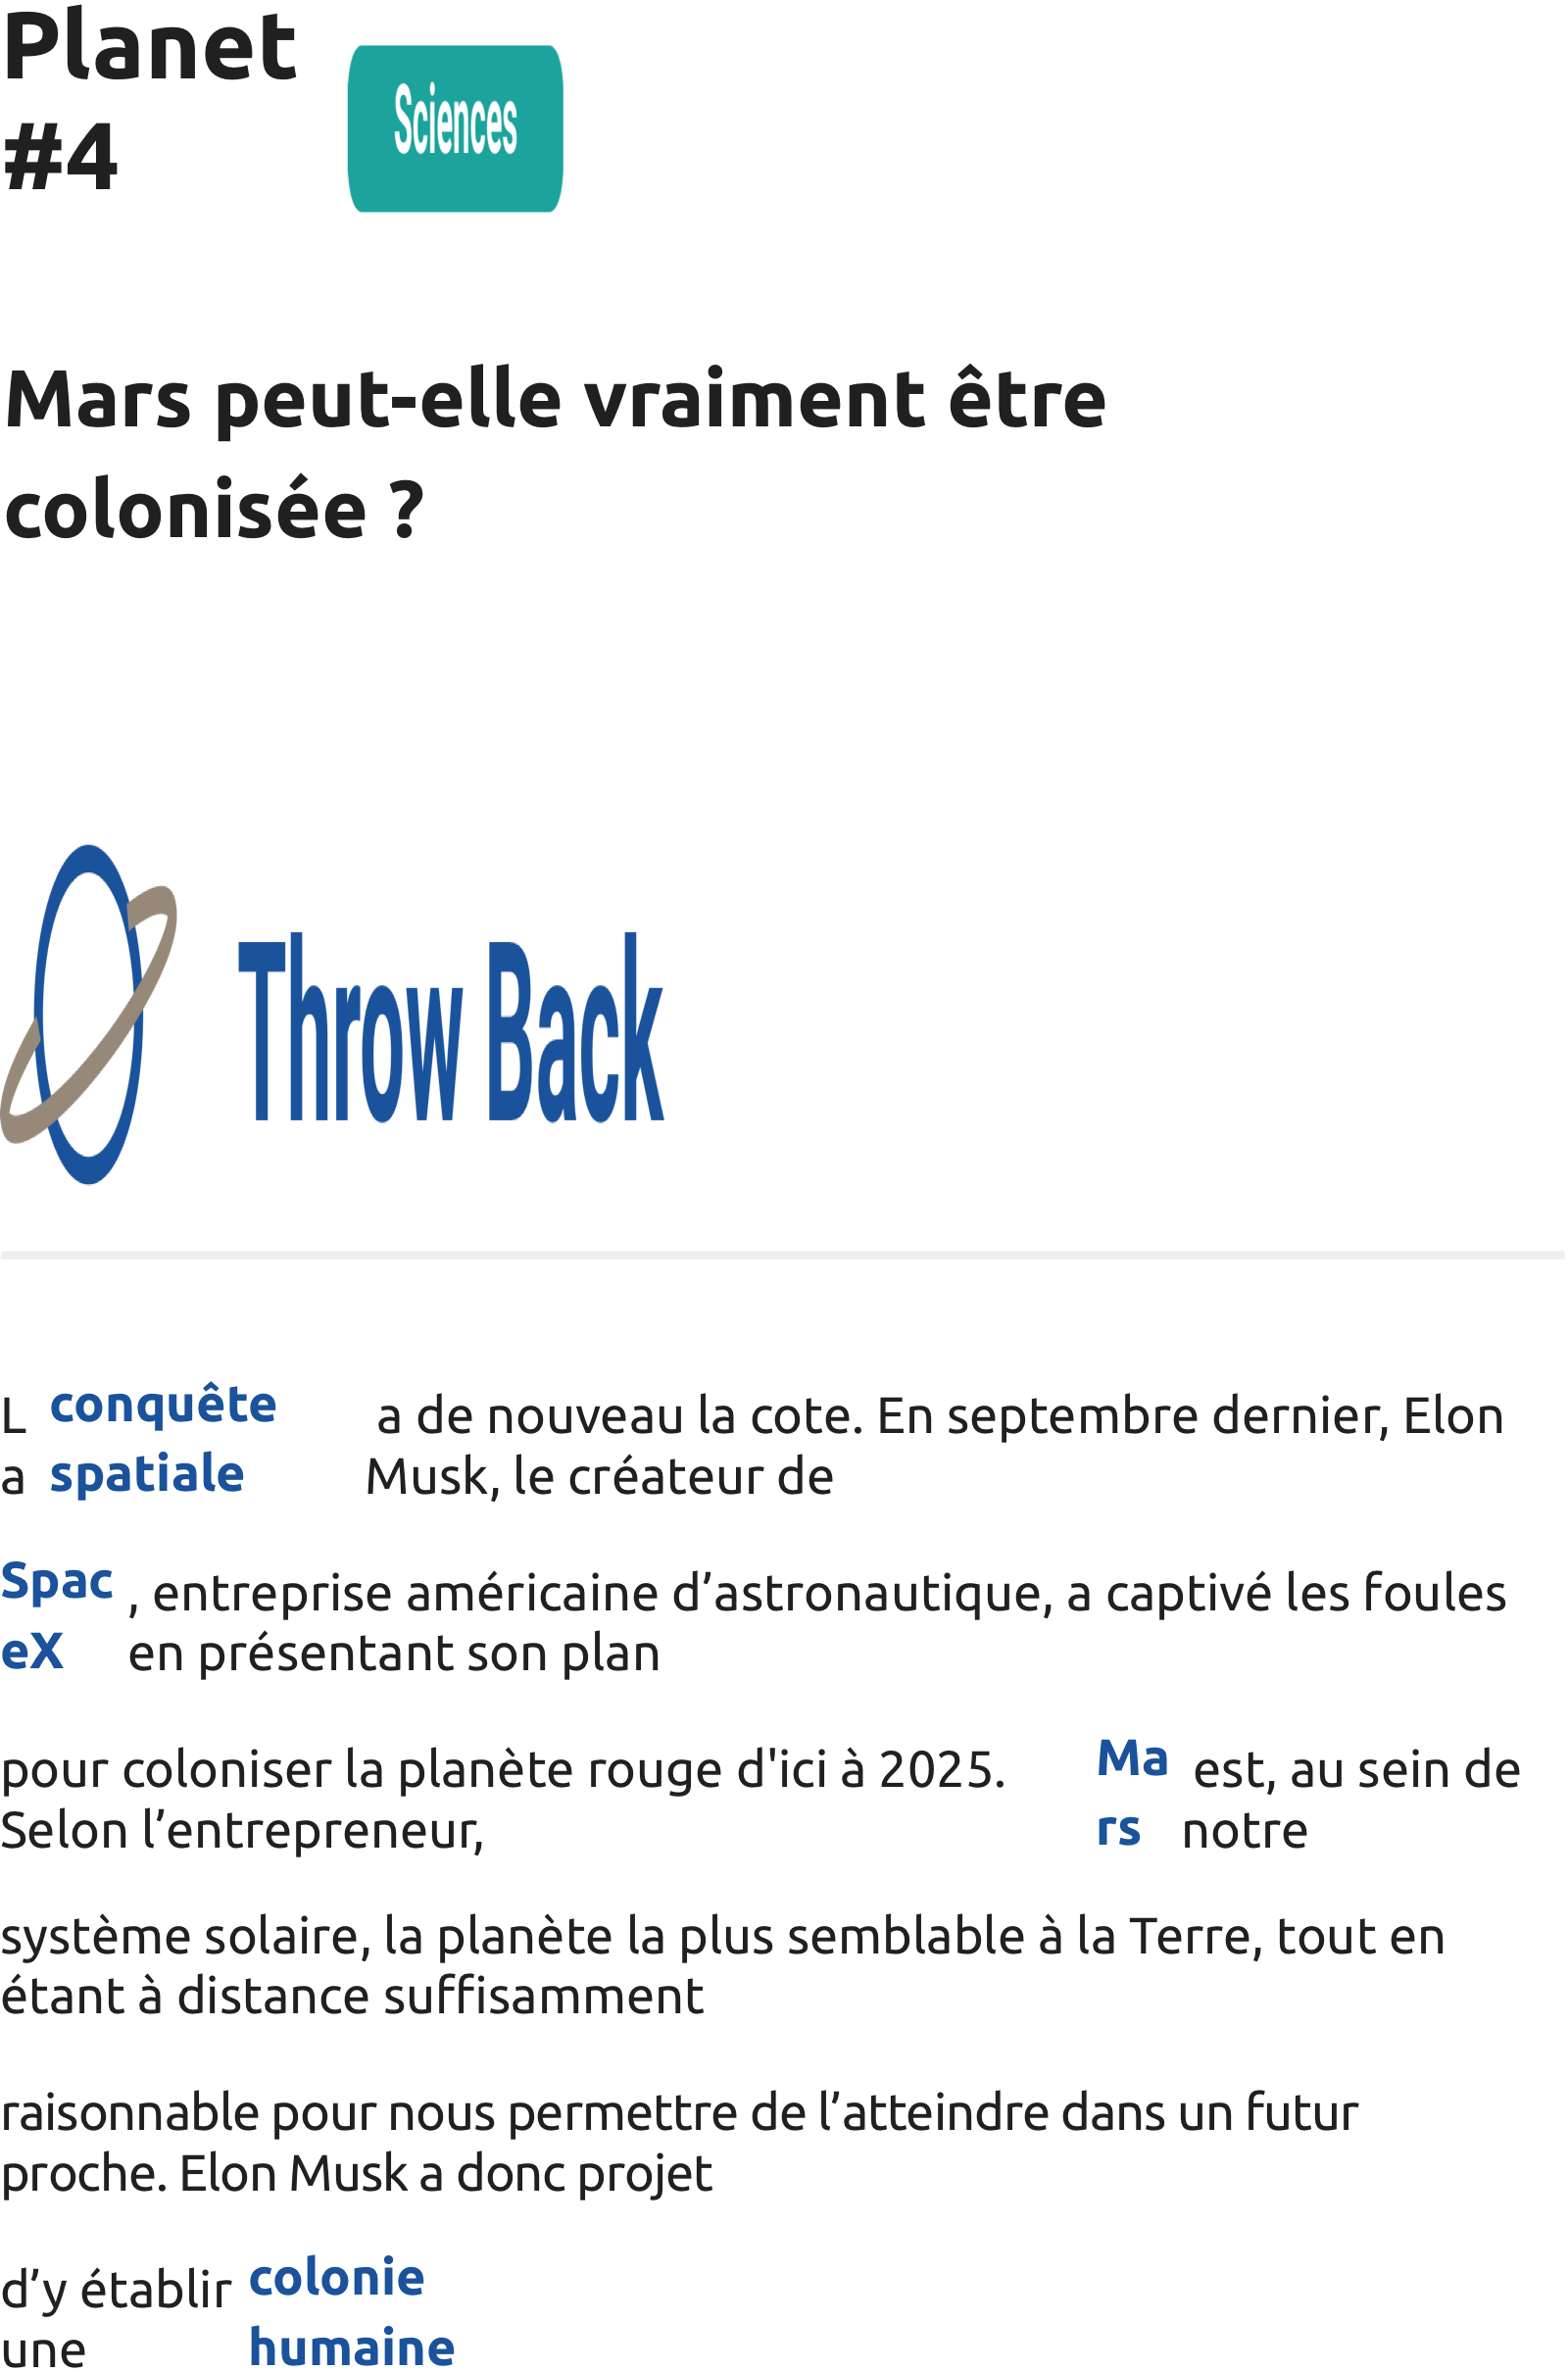 Planet
#4
Sciences
Mars peut-elle vraiment être
colonisée ?
Throw Back
La conquête spatiale a de nouveau la cote. En septembre dernier, Elon
Musk, le créateur de
SpaceX, entreprise américaine d’astronautique, a captivé les foules
en présentant son plan
pour coloniser la planète rouge d'ici à 2025.
Selon l’entrepreneur, Mars est, au sein de
notre
système solaire, la planète la plus semblable à la Terre, tout en
étant à distance suffisamment
raisonnable pour nous permettre de l’atteindre dans un futur
proche. Elon Musk a donc projet
d’y établir
une colonie
humaine